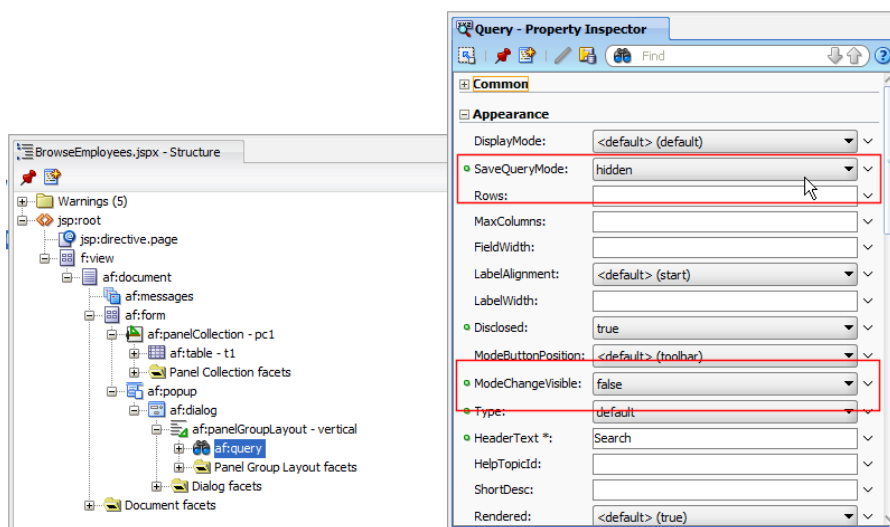 BrowseEmployees.jspx - Structure
Warnings (5)
jsp:root
jsp:directive.page
f:view
af:document
af:messages
af:form
af:panelCollection - pc1
af:table - t1
Panel Collection facets
af:popup
af:dialog
af:panelGroupLayout - vertical
af:query
Panel Group Layout facets
Dialog facets
Document facets
Query - Property Inspector
Find
Common
Appearance
DisplayMode: <default> (default)
SaveQueryMode: hidden
Rows:
MaxColumns:
FieldWidth:
LabelAlignment: <default> (start)
LabelWidth:
Disclosed: true
ModeButtonPosition: <default> (toolbar)
ModeChangeVisible: false
Type: default
HeaderText *: Search
HelpTopicId:
ShortDesc:
Rendered: <default> (true)